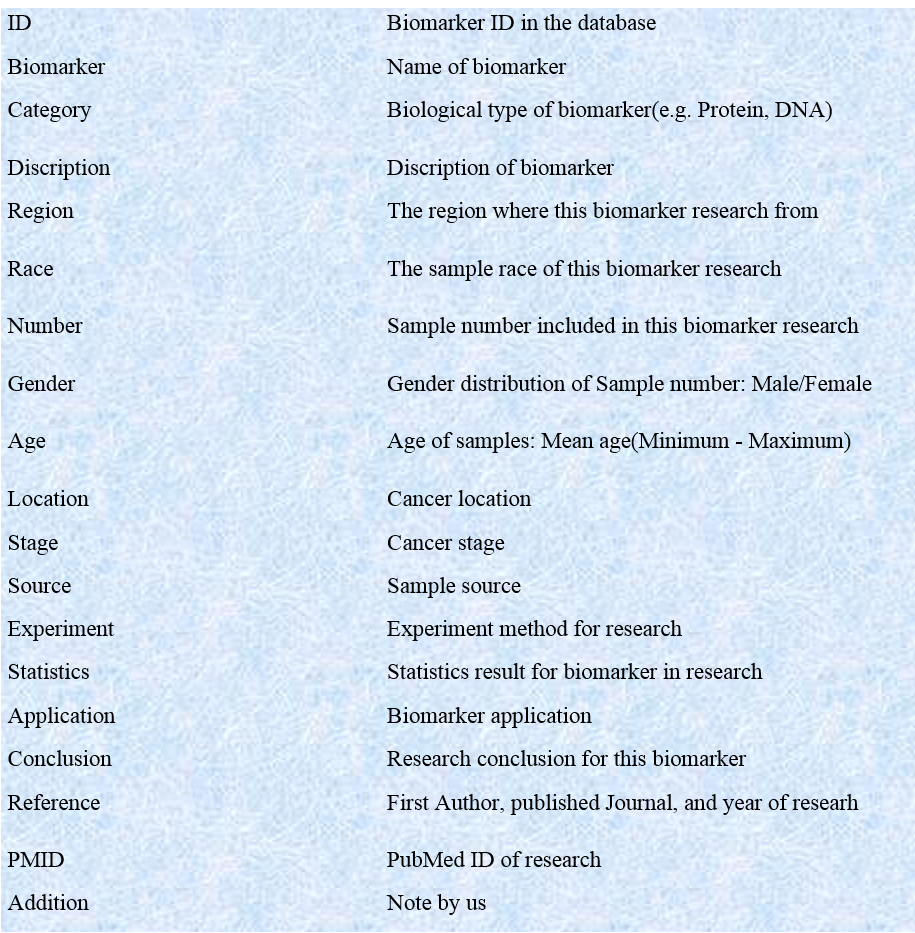 ID Biomarker ID in the database
Biomarker Name of biomarker
Category Biological type of biomarker(e.g. Protein, DNA)
Discription Discription of biomarker
Region The region where this biomarker research from
Race The sample race of this biomarker research
Number Sample number included in this biomarker research
Gender Gender distribution of Sample number: Male/Female
Age Age of samples: Mean age(Minimum - Maximum)
Location Cancer location
Stage Cancer stage
Source Sample source
Experiment Experiment method for research
Statistics Statistics result for biomarker in research
Application Biomarker application
Conclusion Research conclusion for this biomarker
Reference First Author, published Journal, and year of researh
PMID PubMed ID of research
Addition Note by us